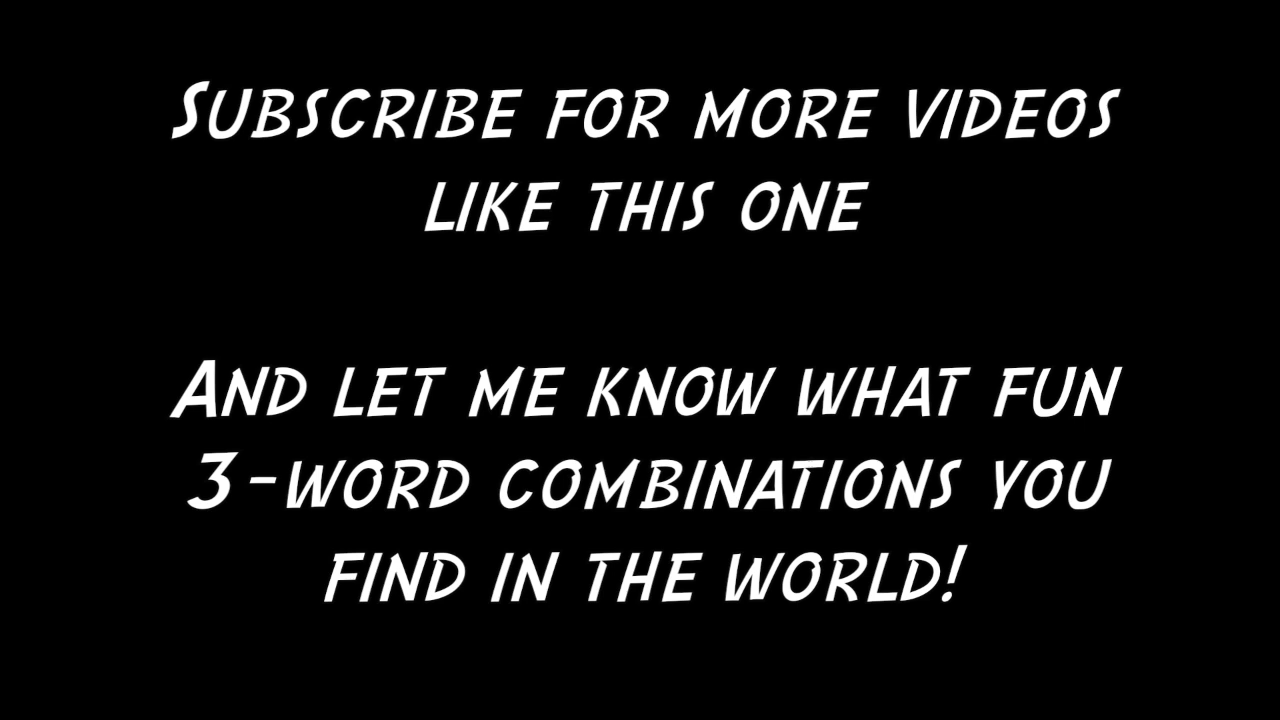 Subscribe for more videos
like this one
And let me know what fun
3-word combinations you
find in the world!